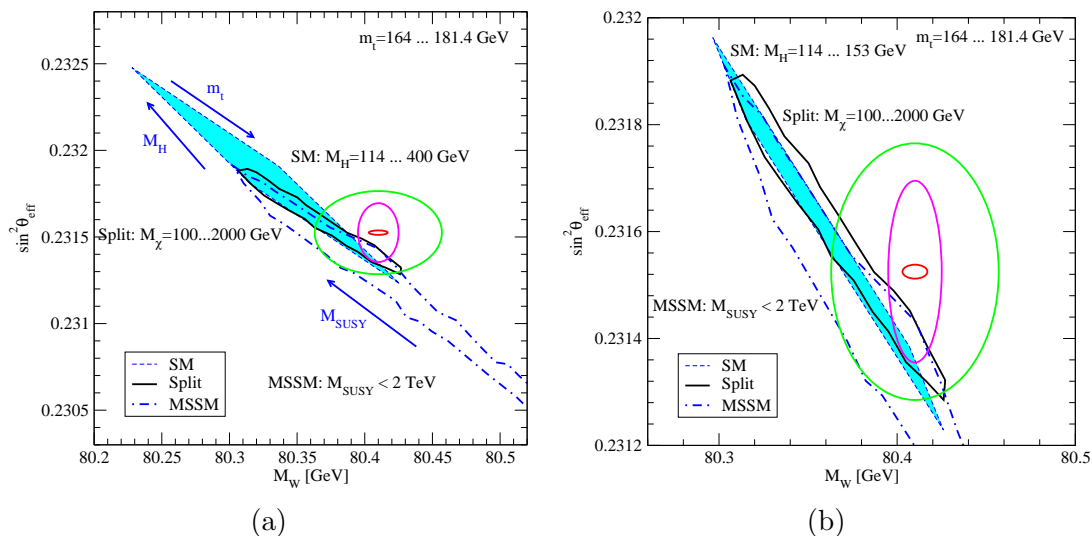 m_t=164 ... 181.4 GeV
0.2325
m_t
M_H
0.232
SM: M_H=114 ... 400 GeV
sin²θ_eff
0.2315
Split: M_χ=100...2000 GeV
0.231
M_SUSY
SM
Split
MSSM
MSSM: M_SUSY < 2 TeV
0.2305
80.2 80.25 80.3 80.35 80.4 80.45 80.5
M_W [GeV]
(a)
0.232
m_t=164 ... 181.4 GeV
SM: M_H=114 ... 153 GeV
0.2318
Split: M_χ=100...2000 GeV
0.2316
sin²θ_eff
MSSM: M_SUSY < 2 TeV
0.2314
SM
Split
MSSM
0.2312
80.3 80.4 80.5
M_W [GeV]
(b)